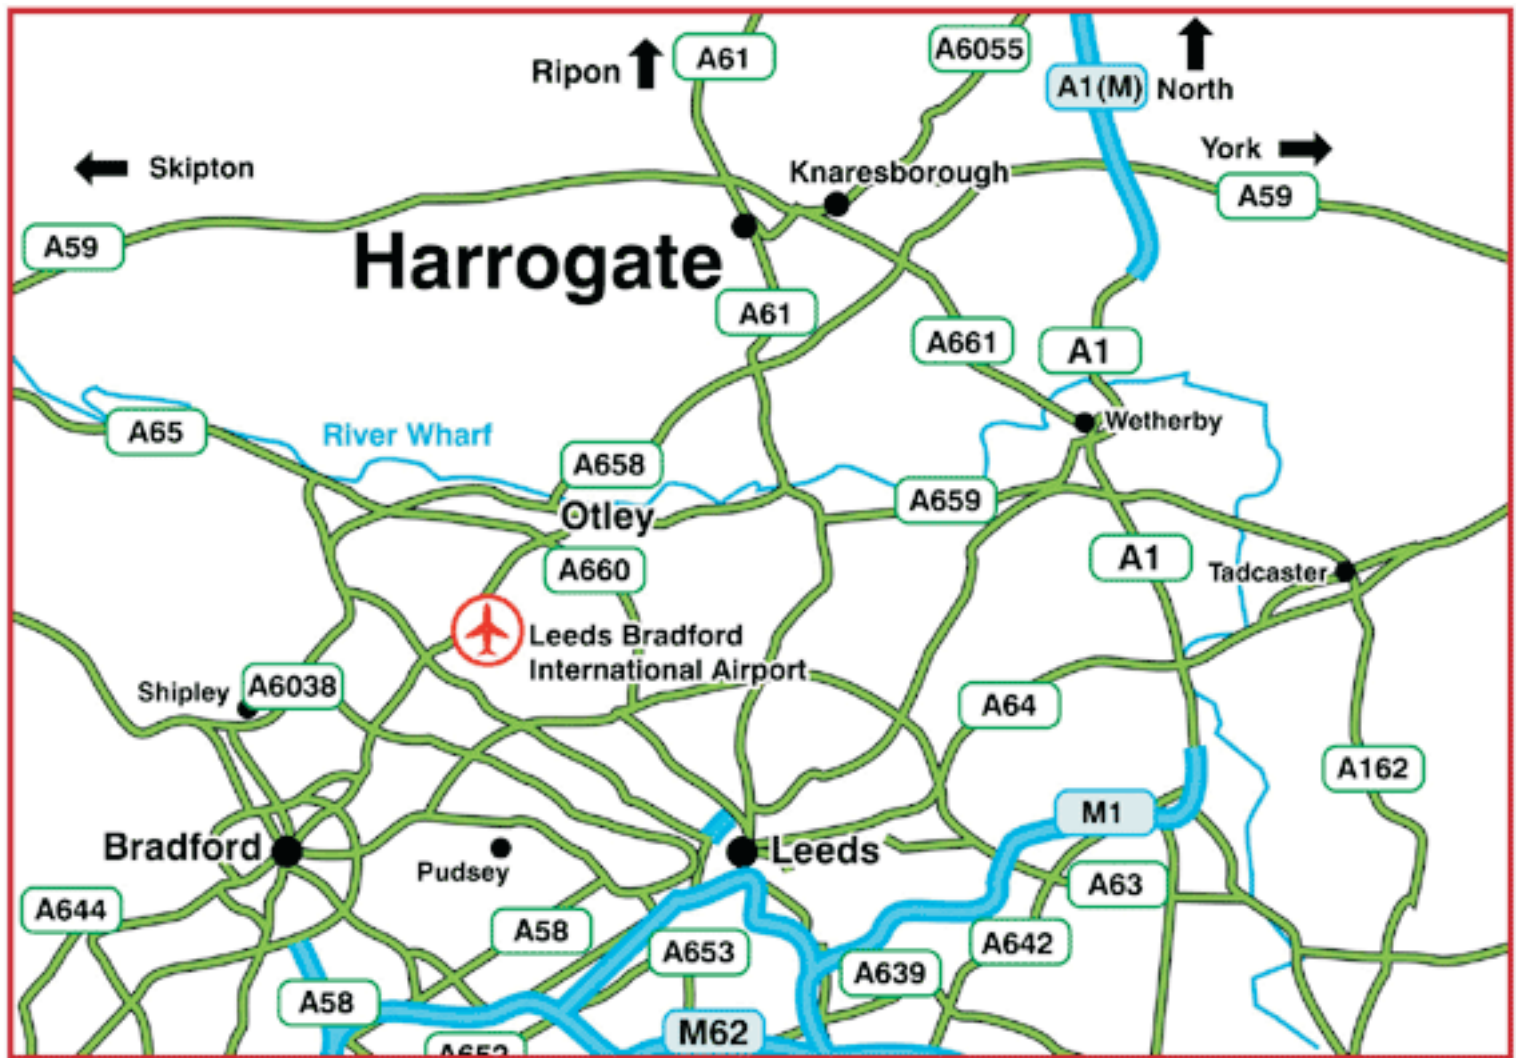 Ripon
A61
A6055
A1(M)
North
Skipton
York
Knaresborough
A59
A59
Harrogate
A61
A661
A1
A65
River Wharf
Wetherby
A658
A659
Otley
A660
A1
Tadcaster
Leeds Bradford
International Airport
Shipley
A6038
A64
A162
M1
Bradford
Leeds
Pudsey
A63
A644
A58
A653
A642
A639
A58
M62